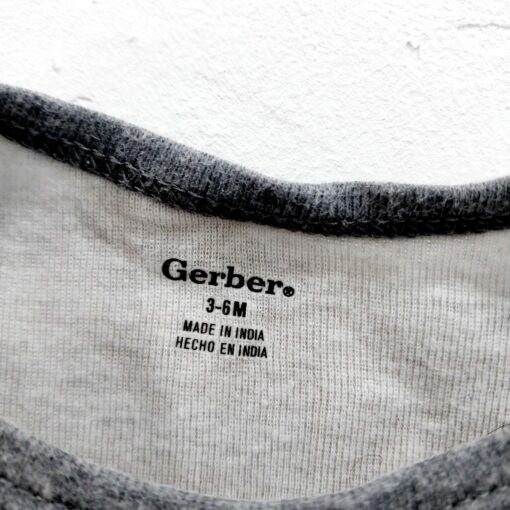 Gerber®
3-6M
MADE IN INDIA
HECHO EN INDIA